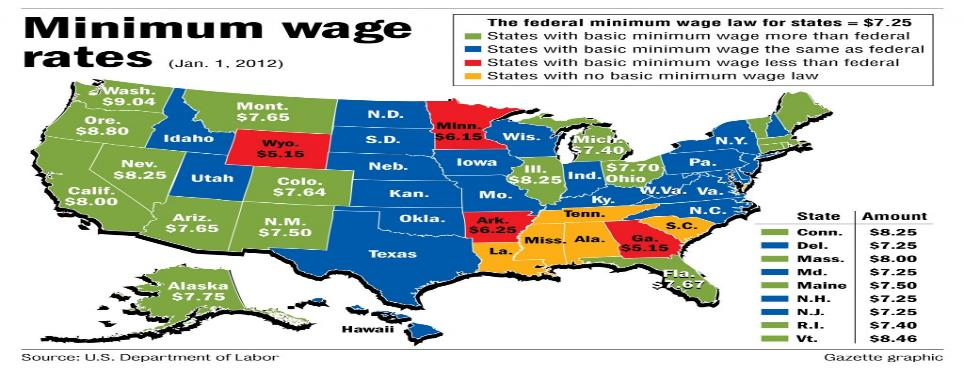 Minimum wage
rates (Jan. 1, 2012)
The federal minimum wage law for states = $7.25
States with basic minimum wage more than federal
States with basic minimum wage the same as federal
States with basic minimum wage less than federal
States with no basic minimum wage law
Wash.
$9.04
Ore.
$8.80
Idaho
Mont.
$7.65
N.D.
Minn.
$6.15
Wyo.
$5.15
S.D.
Wis.
Mich.
$7.40
N.Y.
Nev.
$8.25
Utah
Colo.
$7.64
Neb.
Iowa
Ill.
$8.25
Ind.
$7.70
Ohio
Pa.
Calif.
$8.00
Kan.
Mo.
Ky.
W.Va.
Va.
Ariz.
$7.65
N.M.
$7.50
Okla.
Ark.
$6.25
Tenn.
N.C.
S.C.
Texas
La.
Miss.
Ala.
Ga.
$5.15
Fla.
$7.67
Alaska
$7.75
Hawaii
State Amount
Conn. $8.25
Del. $7.25
Mass. $8.00
Md. $7.25
Maine $7.50
N.H. $7.25
N.J. $7.25
R.I. $7.40
Vt. $8.46
Source: U.S. Department of Labor
Gazette graphic